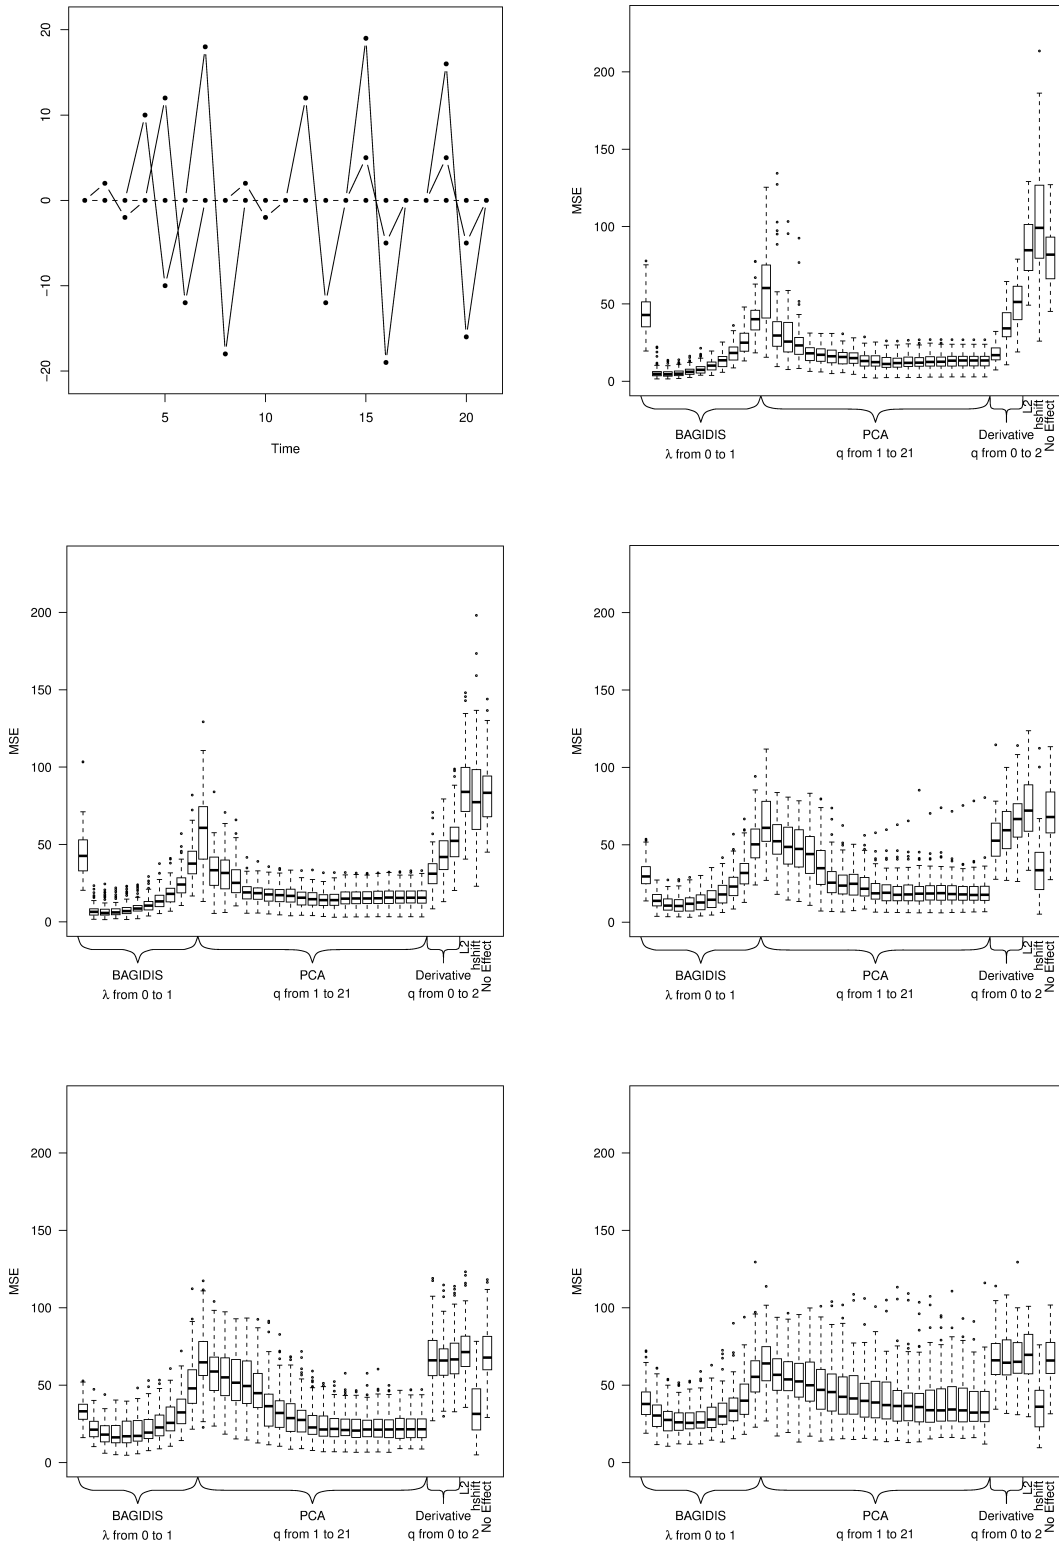 20
10
0
−10
−20
5
10
15
20
Time
200
150
100
50
0
MSE
BAGIDIS
λ from 0 to 1
PCA
q from 1 to 21
Derivative
q from 0 to 2
L2
hshift
No Effect
200
150
100
50
0
MSE
BAGIDIS
λ from 0 to 1
PCA
q from 1 to 21
Derivative
q from 0 to 2
L2
hshift
No Effect
200
150
100
50
0
MSE
BAGIDIS
λ from 0 to 1
PCA
q from 1 to 21
Derivative
q from 0 to 2
L2
hshift
No Effect
200
150
100
50
0
MSE
BAGIDIS
λ from 0 to 1
PCA
q from 1 to 21
Derivative
q from 0 to 2
L2
hshift
No Effect
200
150
100
50
0
MSE
BAGIDIS
λ from 0 to 1
PCA
q from 1 to 21
Derivative
q from 0 to 2
L2
hshift
No Effect